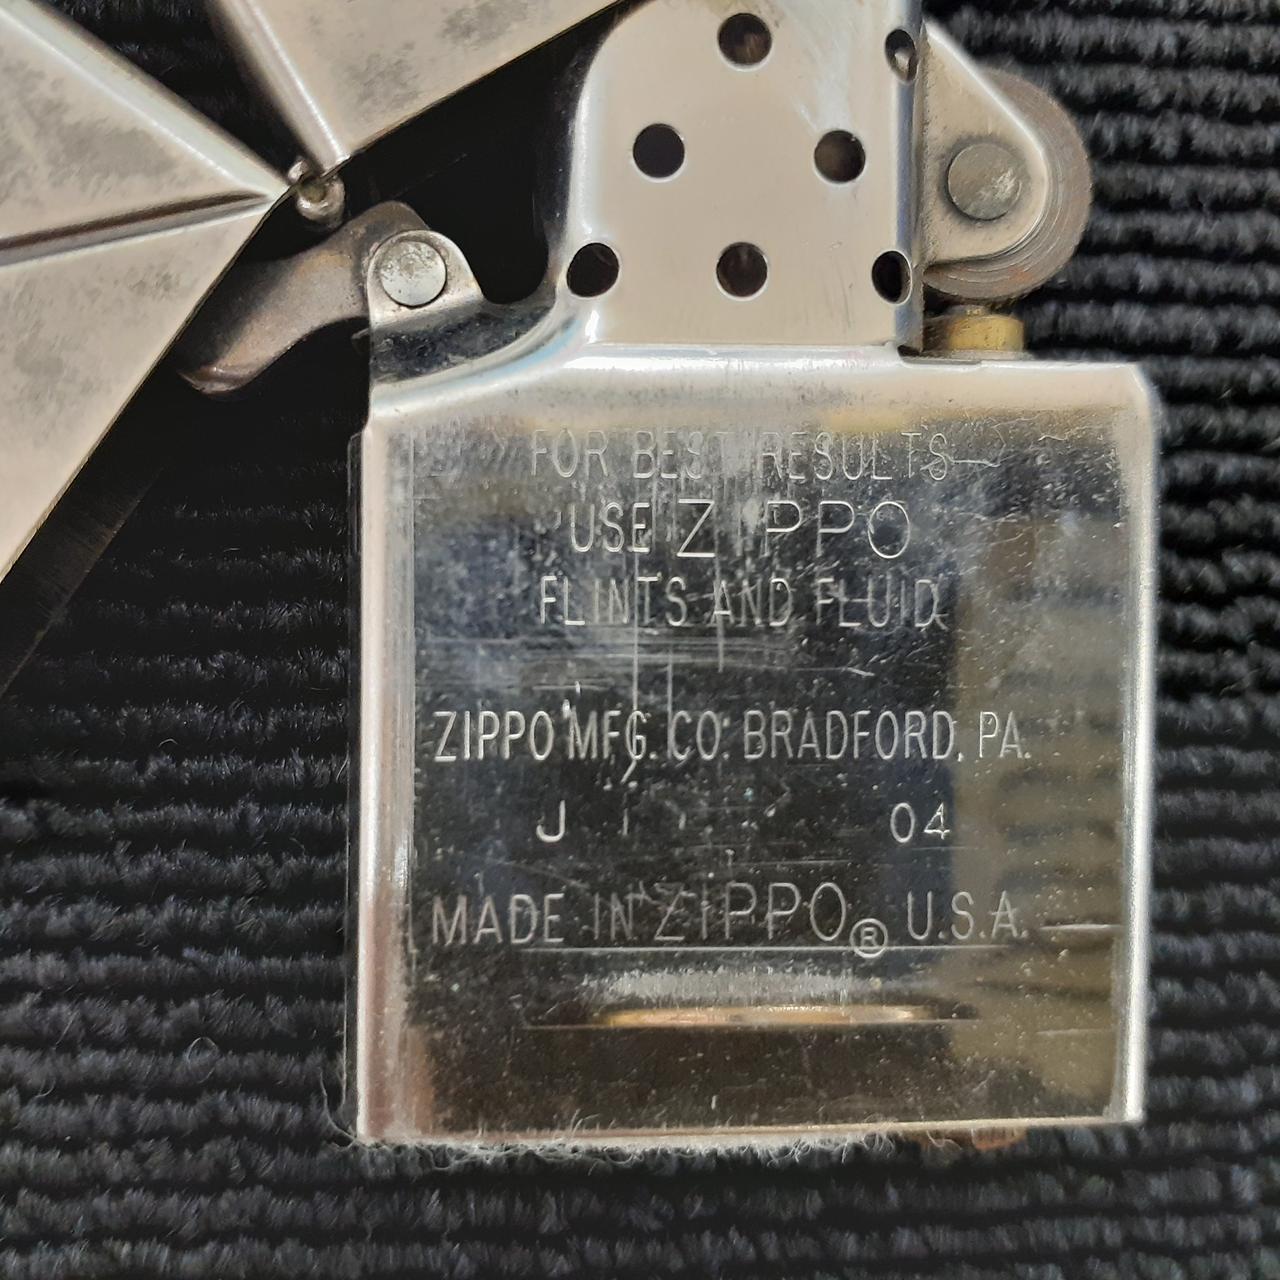 FOR BEST RESULTS
USE ZIPPO
FLINTS AND FLUID
ZIPPO MFG. CO. BRADFORD, PA.
J 04
MADE IN ZIPPO® U.S.A.